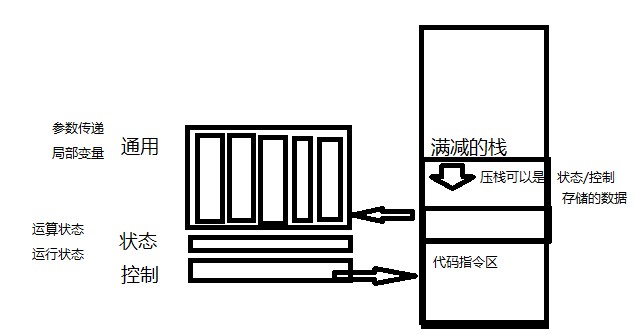 参数传递
局部变量
通用
运算状态
运行状态
状态
控制
满减的栈
压栈可以是
状态/控制
存储的数据
代码指令区